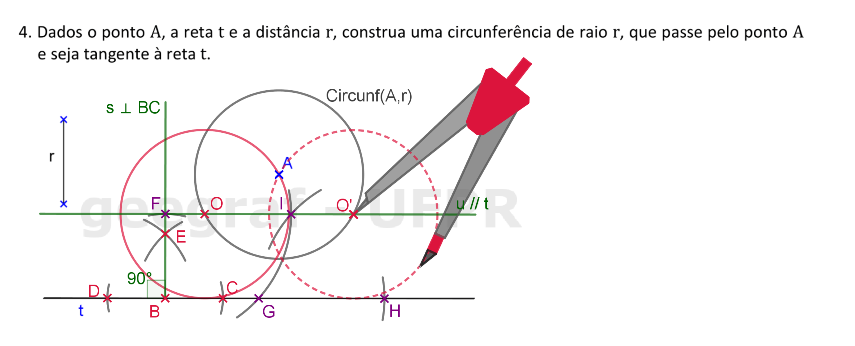 4. Dados o ponto A, a reta t e a distância r, construa uma circunferência de raio r, que passe pelo ponto A
e seja tangente à reta t.
Circunf(A,r)
s ⊥ BC
r
A
F
O
I
O'
u // t
geograf - UFPR
E
90º
D
C
t
B
G
H